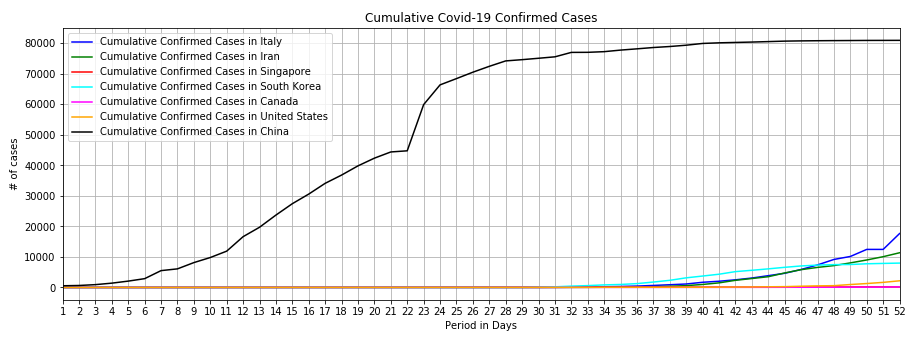 Cumulative Covid-19 Confirmed Cases
80000
70000
60000
50000
40000
30000
20000
10000
0
# of cases
Cumulative Confirmed Cases in Italy
Cumulative Confirmed Cases in Iran
Cumulative Confirmed Cases in Singapore
Cumulative Confirmed Cases in South Korea
Cumulative Confirmed Cases in Canada
Cumulative Confirmed Cases in United States
Cumulative Confirmed Cases in China
1 2 3 4 5 6 7 8 9 10 11 12 13 14 15 16 17 18 19 20 21 22 23 24 25 26 27 28 29 30 31 32 33 34 35 36 37 38 39 40 41 42 43 44 45 46 47 48 49 50 51 52
Period in Days